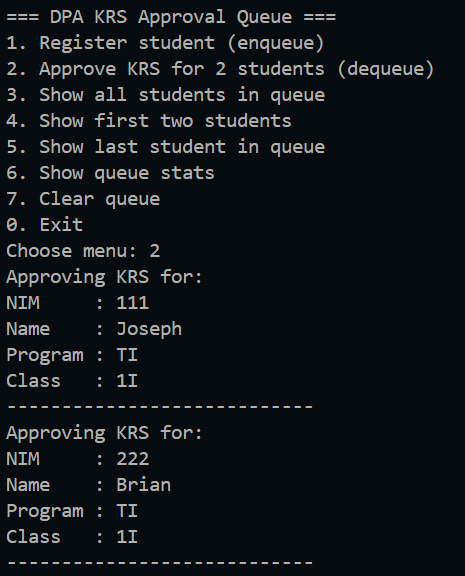 === DPA KRS Approval Queue ===
1. Register student (enqueue)
2. Approve KRS for 2 students (dequeue)
3. Show all students in queue
4. Show first two students
5. Show last student in queue
6. Show queue stats
7. Clear queue
0. Exit
Choose menu: 2
Approving KRS for:
NIM     : 111
Name    : Joseph
Program : TI
Class   : 1I
----------------------------
Approving KRS for:
NIM     : 222
Name    : Brian
Program : TI
Class   : 1I
----------------------------